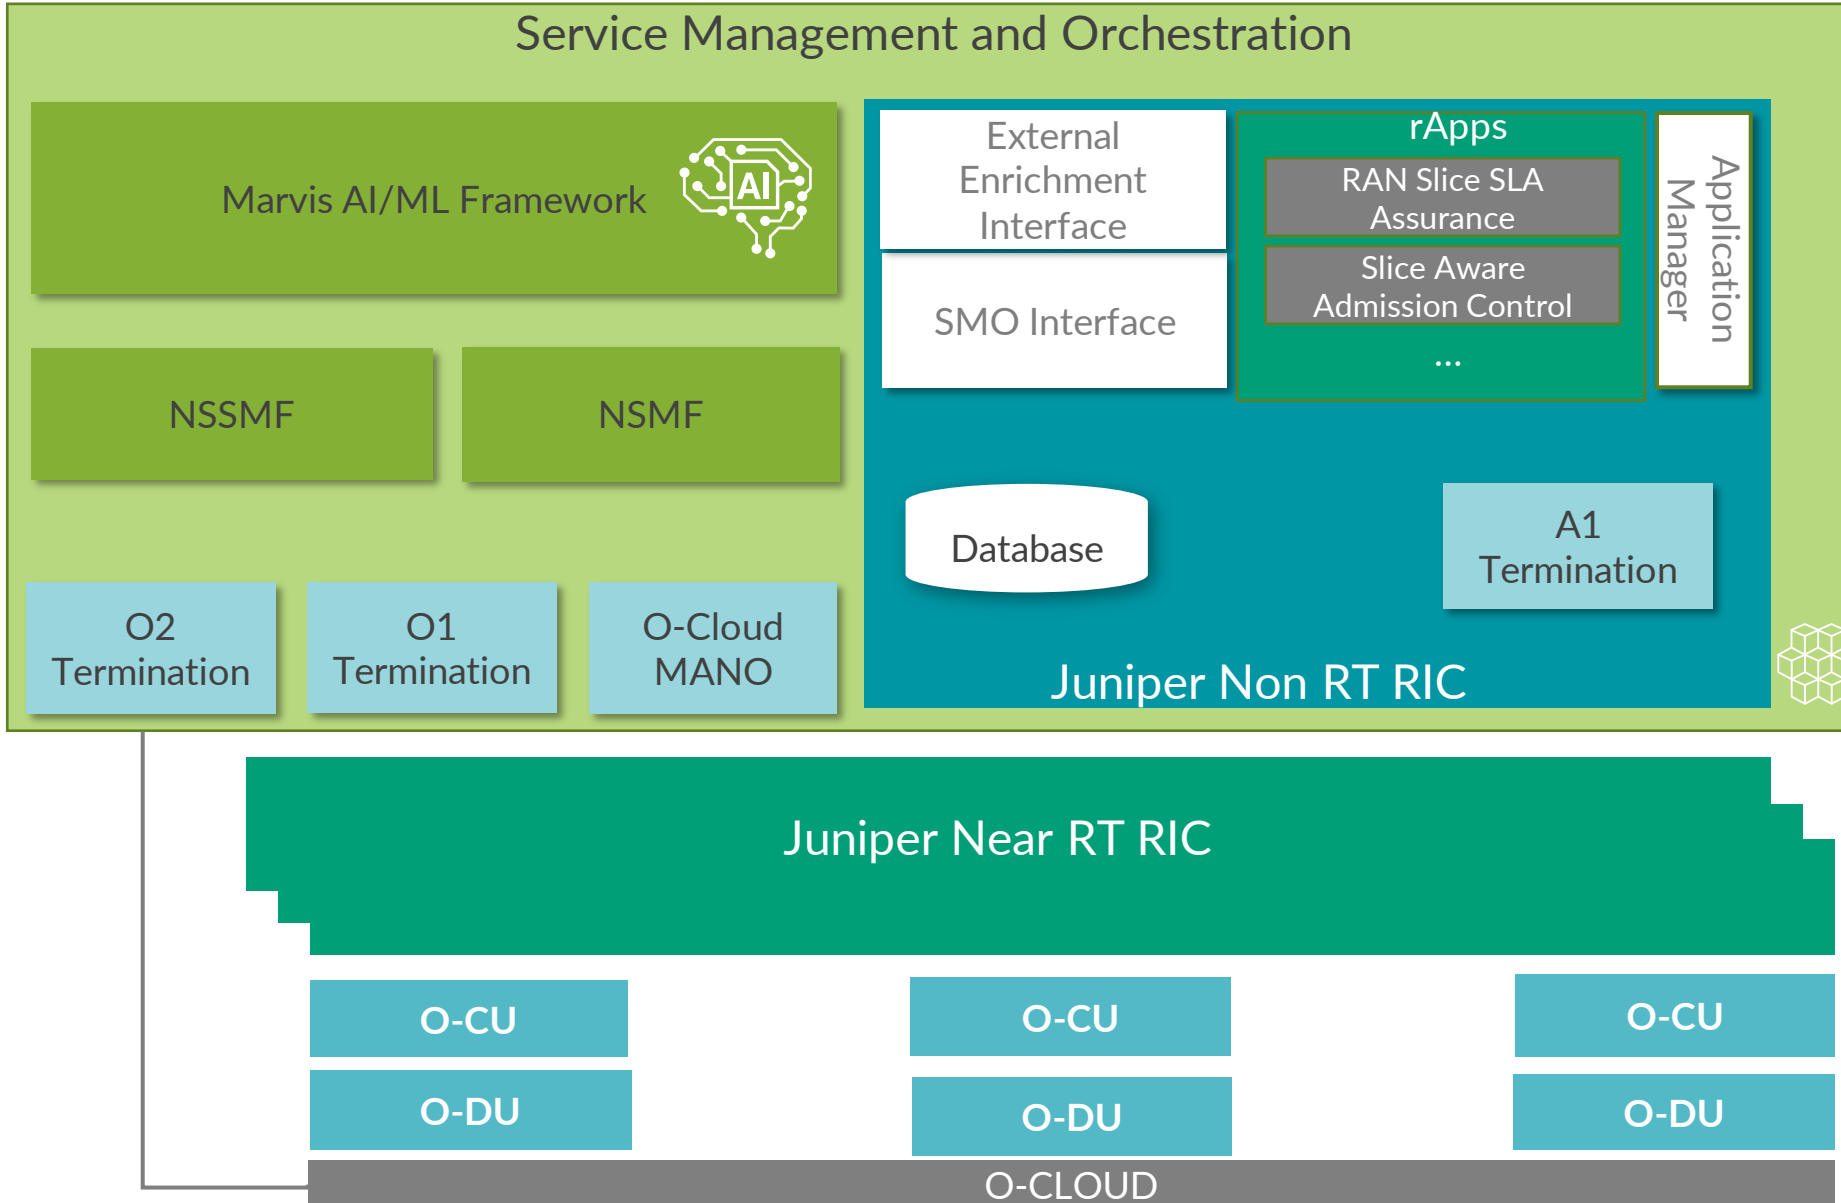 Service Management and Orchestration
Marvis AI/ML Framework
AI
NSSMF
NSMF
O2
Termination
O1
Termination
O-Cloud
MANO
External
Enrichment
Interface
SMO Interface
rApps
RAN Slice SLA
Assurance
Slice Aware
Admission Control
...
Application
Manager
Database
A1
Termination
Juniper Non RT RIC
Juniper Near RT RIC
O-CU
O-CU
O-CU
O-DU
O-DU
O-DU
O-CLOUD